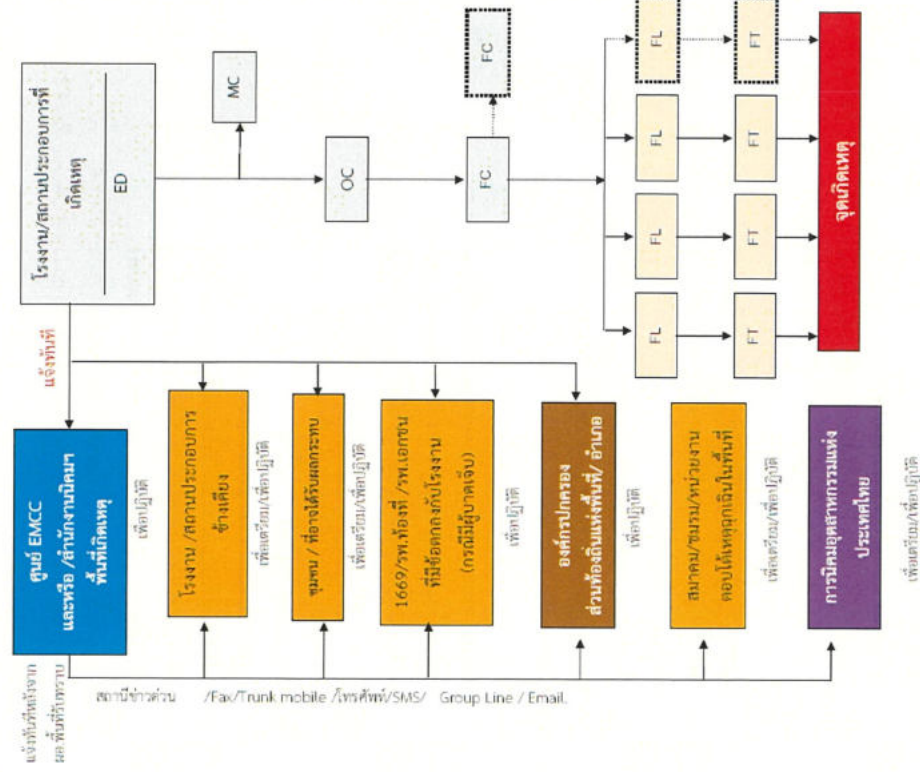 โรงงาน/สถานประกอบการที่
เกิดเหตุ
ED
MC
OC
FC
FC
FL
FL
FL
FL
FT
FT
FT
FT
จุดเกิดเหตุ
แจ้งทันที
ศูนย์ EMCC
และหรือ /สำนักงานนิคมฯ
พื้นที่เกิดเหตุ
เพื่อปฏิบัติ
โรงงาน /สถานประกอบการ
ข้างเคียง
เพื่อเตรียม/เพื่อปฏิบัติ
ชุมชน / ที่อาจได้รับผลกระทบ
เพื่อเตรียม/เพื่อปฏิบัติ
1669/รพ.ท้องที่ /รพ.เอกชน
ที่มีข้อตกลงกับโรงงาน
(กรณีมีผู้บาดเจ็บ)
เพื่อปฏิบัติ
องค์กรปกครอง
ส่วนท้องถิ่นแห่งพื้นที่/ อำเภอ
เพื่อปฏิบัติ
สมาคม/ชมรม/หน่วยงาน
ตอบโต้เหตุฉุกเฉินในพื้นที่
เพื่อเตรียม/เพื่อปฏิบัติ
การนิคมอุตสาหกรรมแห่ง
ประเทศไทย
เพื่อเตรียม/เพื่อปฏิบัติ
แจ้งทันทีหลังจาก
ผอ.พื้นที่รับทราบ
สถานีข่าวด่วน /Fax/Trunk mobile /โทรศัพท์/SMS/ Group Line / Email.